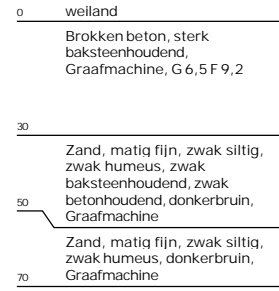 0 weiland
Brokken beton, sterk
baksteenhoudend,
Graafmachine, G 6,5 F 9,2
30
Zand, matig fijn, zwak siltig,
zwak humeus, zwak
baksteenhoudend, zwak
betonhoudend, donkerbruin,
Graafmachine
50
Zand, matig fijn, zwak siltig,
zwak humeus, donkerbruin,
Graafmachine
70